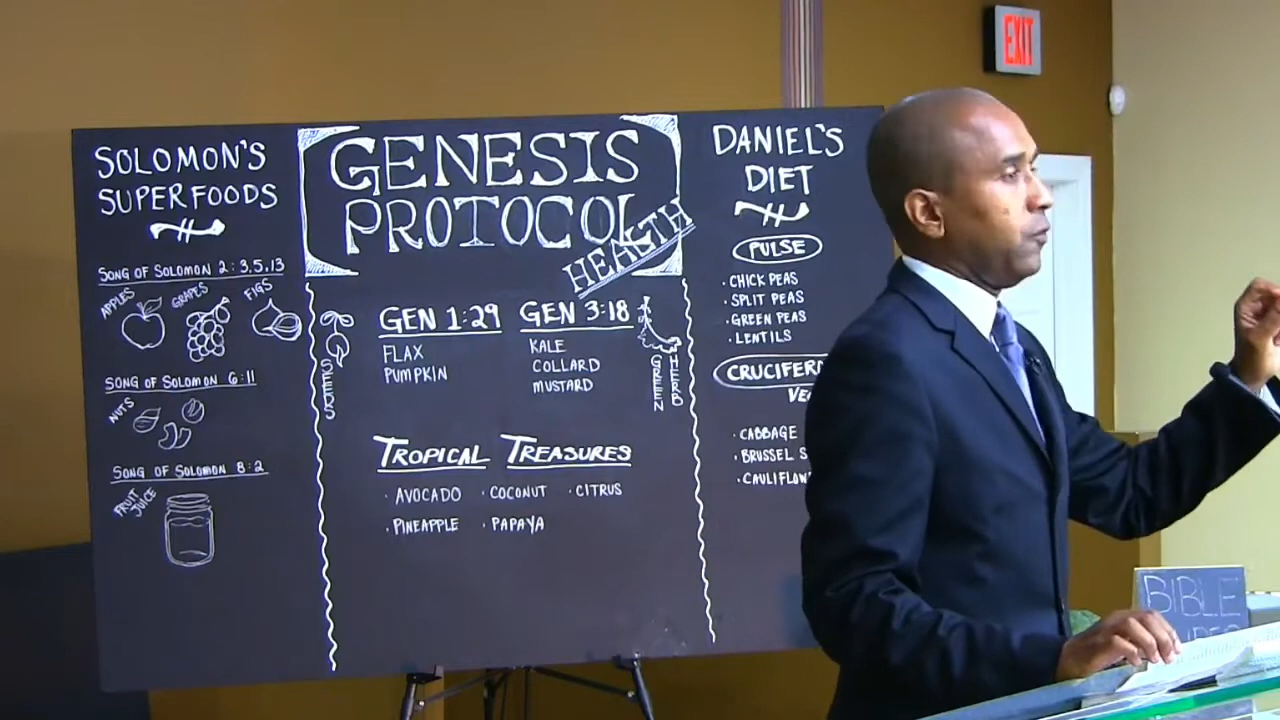 EXIT
SOLOMON'S
SUPERFOODS
SONG OF SOLOMON 2:3,5,13
APPLES
GRAPES
FIGS
SONG OF SOLOMON 6:11
NUTS
SONG OF SOLOMON 8:2
FRUIT
JUICE
GENESIS
PROTOCOL
HEALTH
GEN 1:29
FLAX
PUMPKIN
SEEDS
GEN 3:18
KALE
COLLARD
MUSTARD
GREEN
HERB
TROPICAL TREASURES
· AVOCADO · COCONUT · CITRUS
· PINEAPPLE · PAPAYA
DANIEL'S
DIET
PULSE
· CHICK PEAS
· SPLIT PEAS
· GREEN PEAS
· LENTILS
· CABBAGE
BIBLE